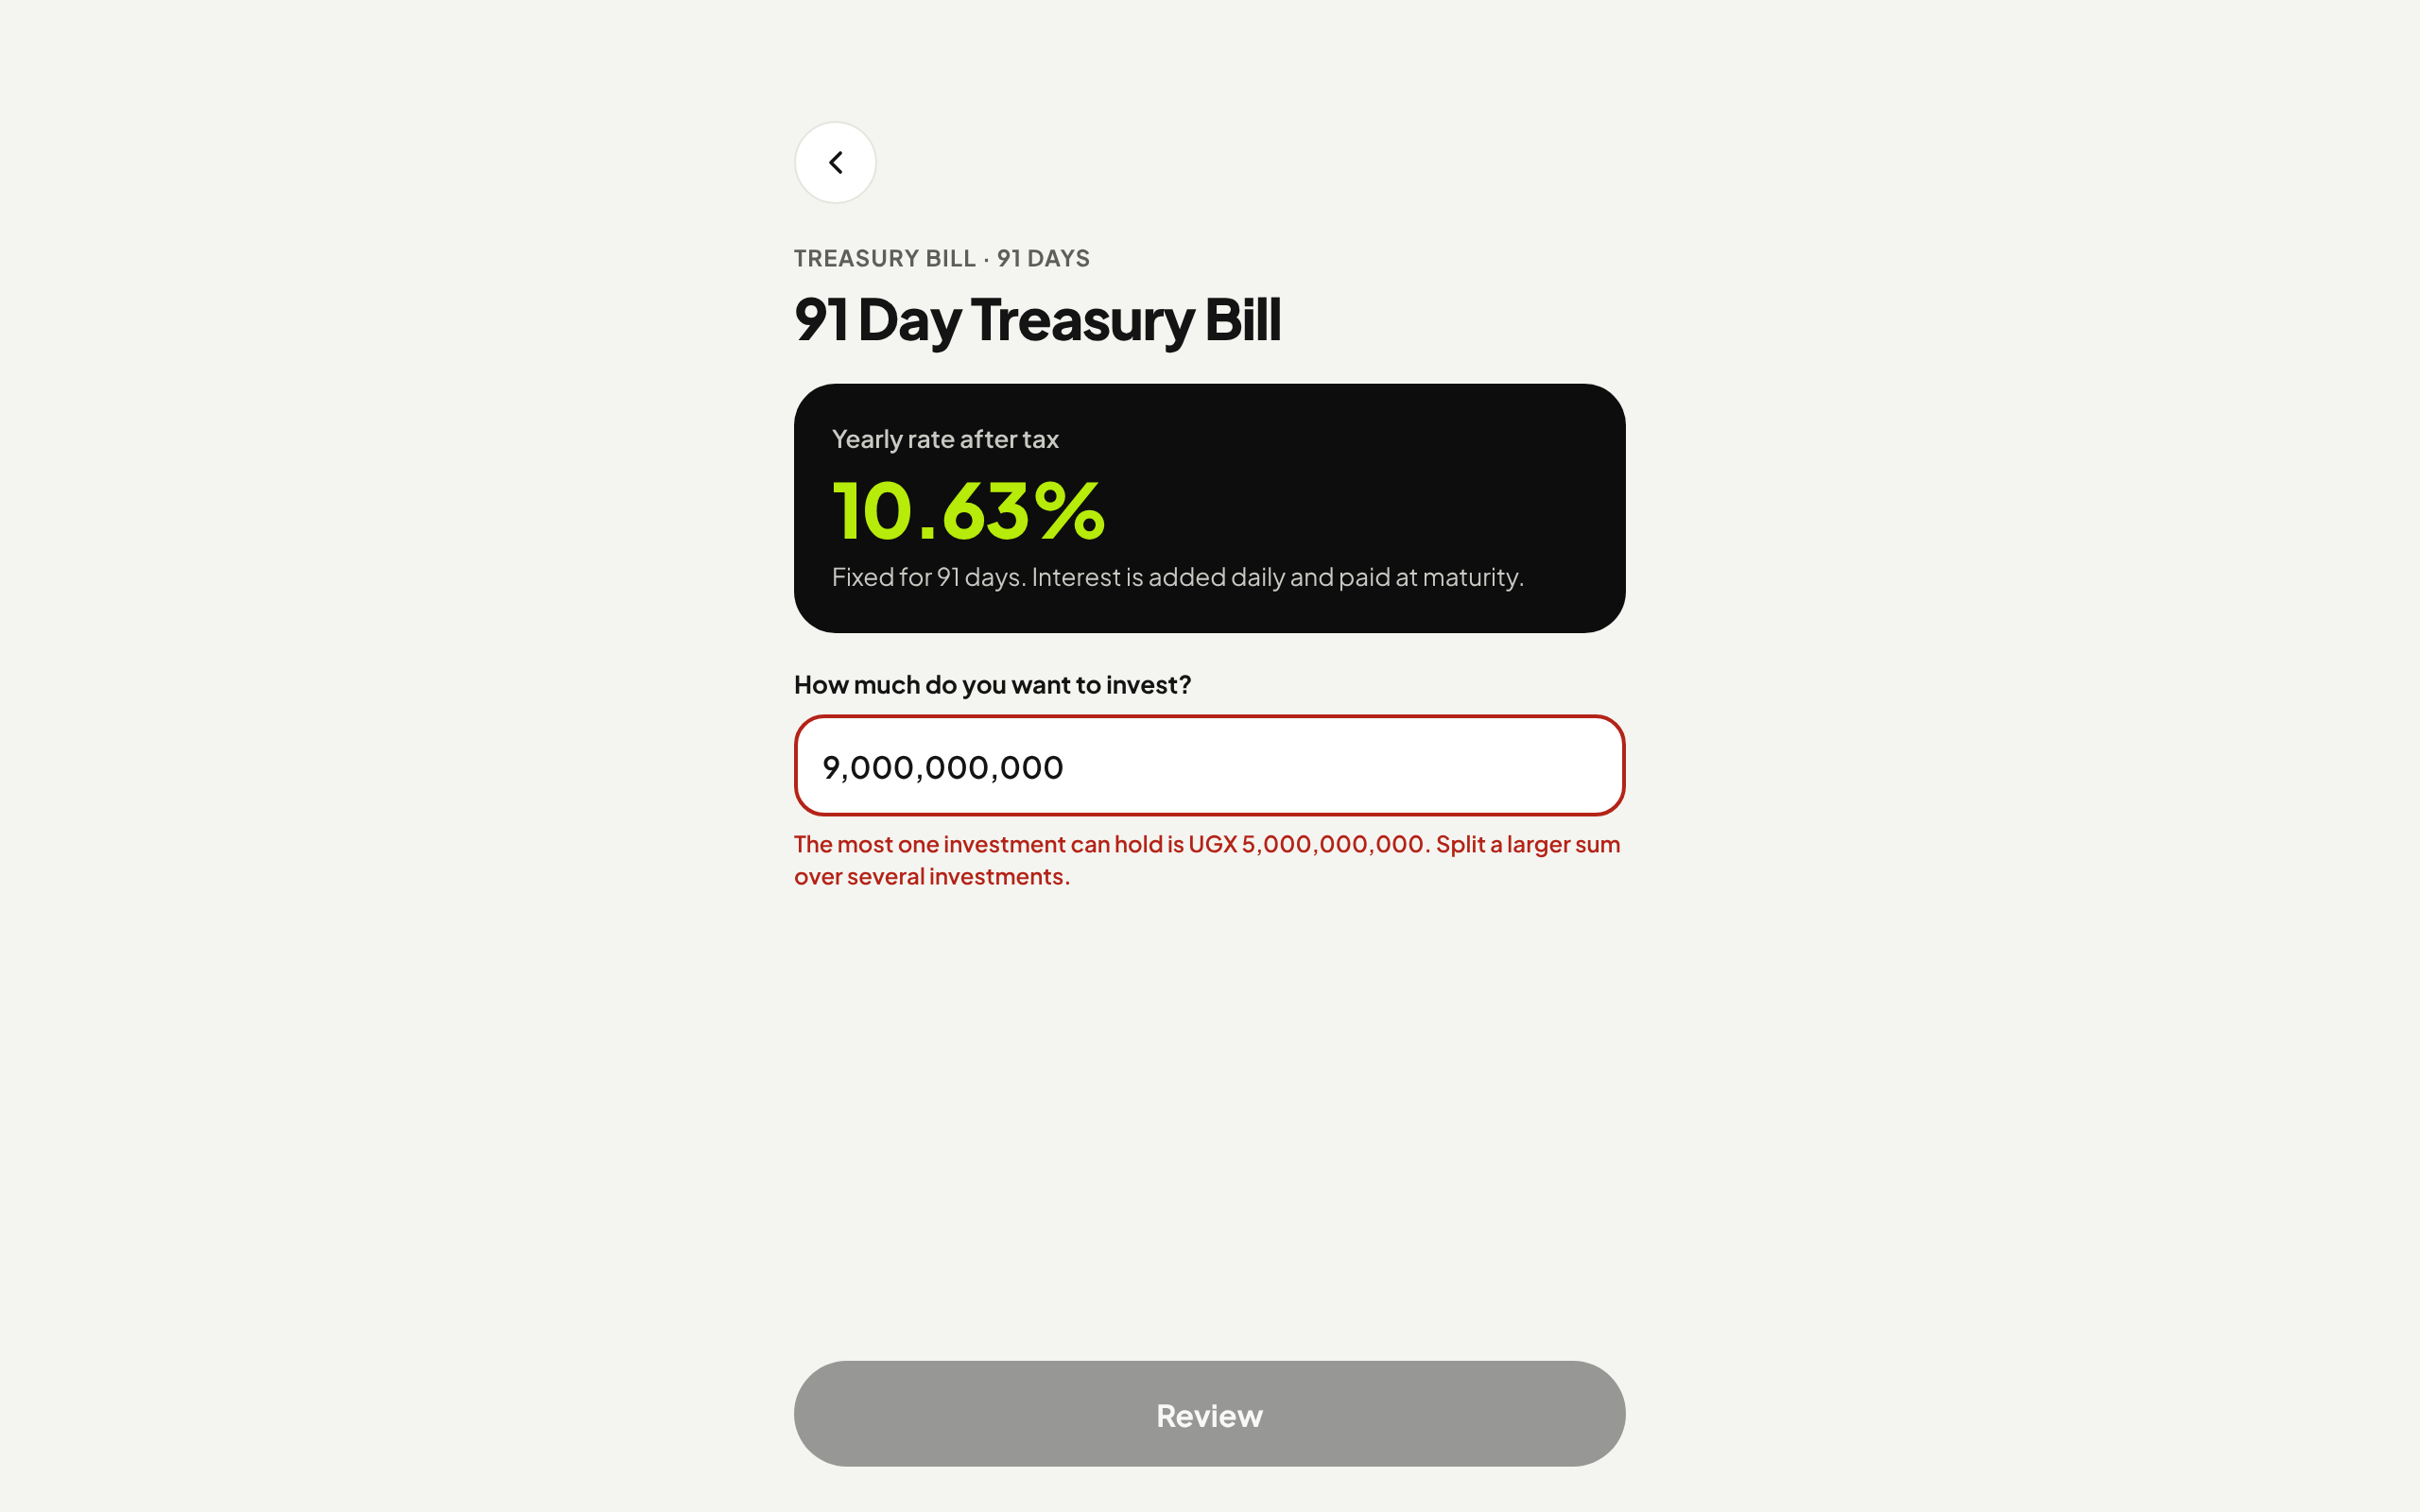 TREASURY BILL · 91 DAYS
91 Day Treasury Bill
Yearly rate after tax
10.63%
Fixed for 91 days. Interest is added daily and paid at maturity.
How much do you want to invest?
9,000,000,000
The most one investment can hold is UGX 5,000,000,000. Split a larger sum
over several investments.
Review